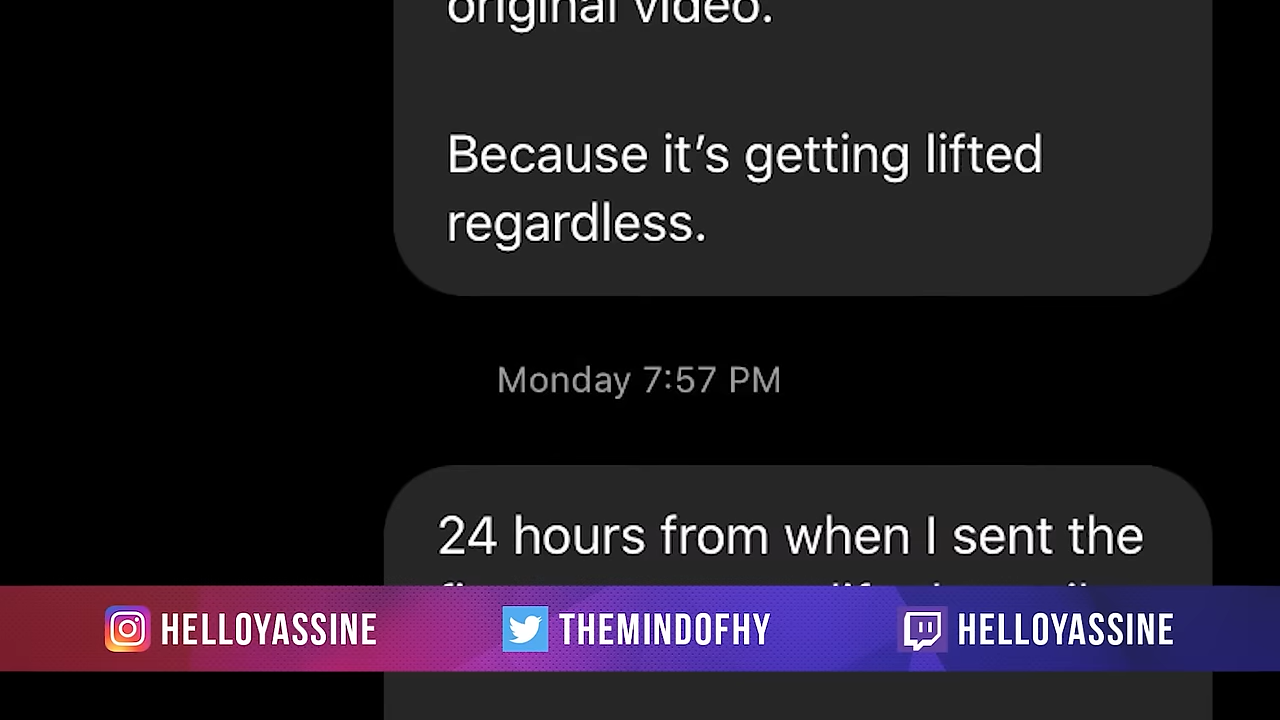 original video.
Because it’s getting lifted
regardless.
Monday 7:57 PM
24 hours from when I sent the
HELLOYASSINE THEMINDOFHY HELLOYASSINE